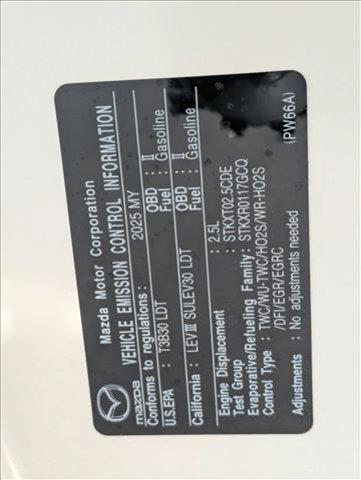 Mazda Motor Corporation
mazda VEHICLE EMISSION CONTROL INFORMATION
Conforms to regulations : 2025 MY
U.S.EPA : T3B30 LDT OBD : II
Fuel : Gasoline
California : LEVIII SULEV30 LDT OBD : II
Fuel : Gasoline
Engine Displacement : 2.5L
Test Group : STKXT02.5CDE
Evaporative/Refueling Family : STKXR0117GCQ
Control Type : TWC/WU-TWC/HO2S/WR-HO2S
/DFI/EGR/EGRC
Adjustments : No adjustments needed
(PW66A)